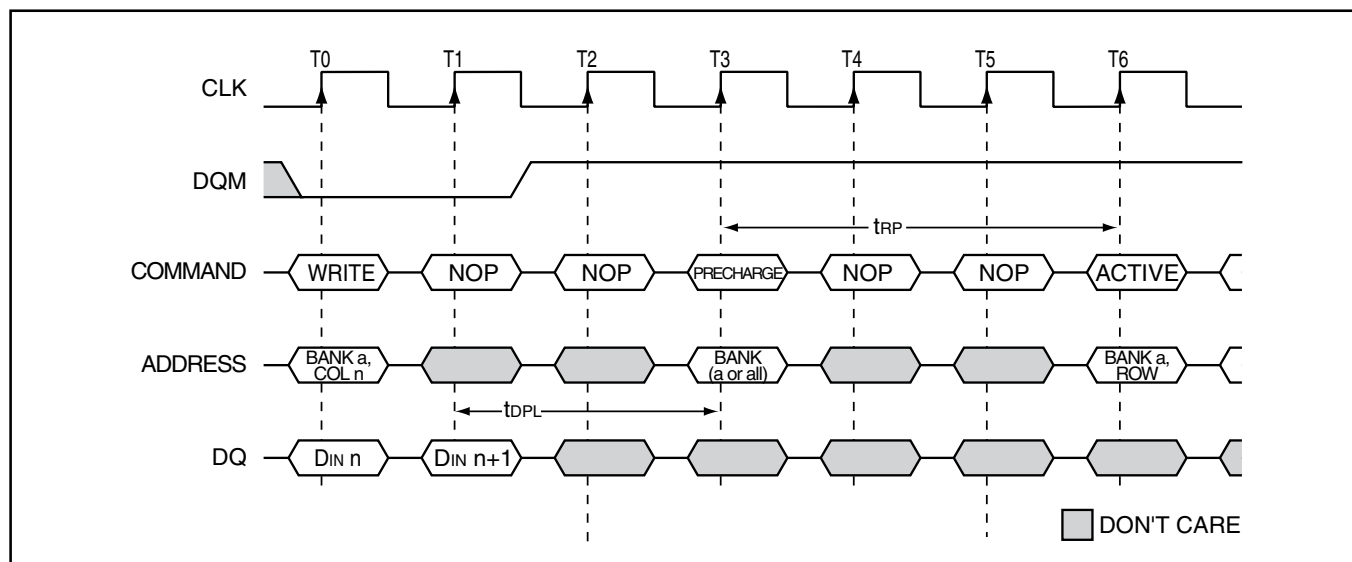 T0 T1 T2 T3 T4 T5 T6
CLK
DQM
tRP
COMMAND WRITE NOP NOP PRECHARGE NOP NOP ACTIVE
ADDRESS
BANK a,
COL n
BANK
(a or all)
BANK a,
ROW
tDPL
DQ DIN n DIN n+1
DON'T CARE